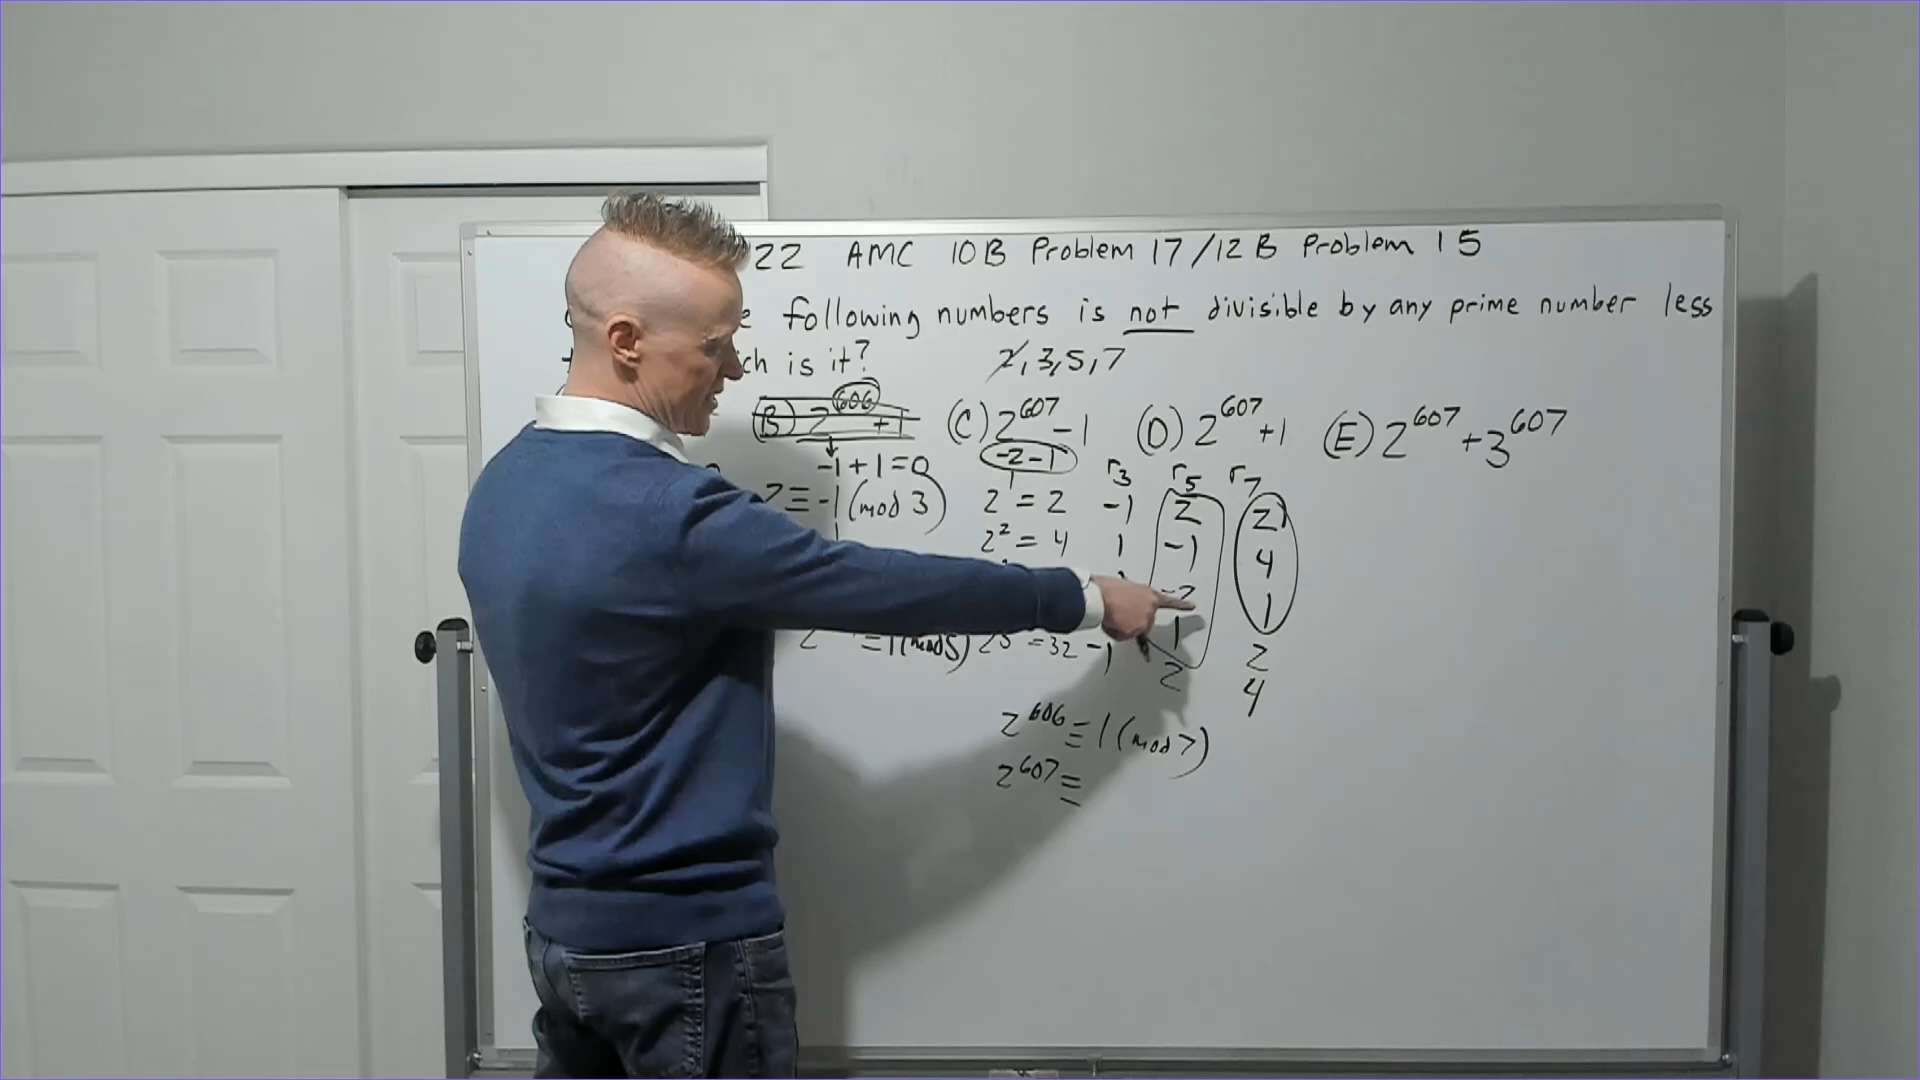 22 AMC 10B Problem 17/12B Problem 15
e following numbers is not divisible by any prime number less
ch is it? 2, 3, 5, 7
(B) 2^606 + 1 (C) 2^607 - 1 (D) 2^607 + 1 (E) 2^607 + 3^607
-1 + 1 = 0 -2 - 1 r3 r5 r7
2 ≡ -1 (mod 3) 2^1 = 2 -1 2 2
2^2 = 4 1 -1 4
-2 1
1
≡ 1 (mod 5) 2^5 = 32 -1 2 2
4
2^606 ≡ 1 (mod 7)
2^607 ≡